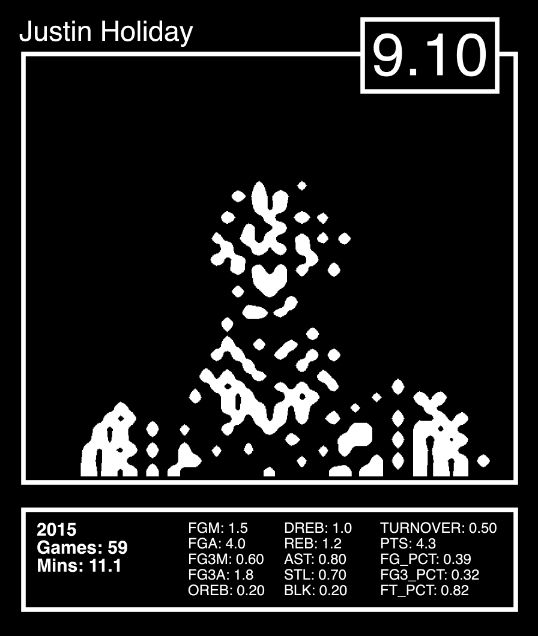 Justin Holiday
9.10
2015
Games: 59
Mins: 11.1
FGM: 1.5
FGA: 4.0
FG3M: 0.60
FG3A: 1.8
OREB: 0.20
DREB: 1.0
REB: 1.2
AST: 0.80
STL: 0.70
BLK: 0.20
TURNOVER: 0.50
PTS: 4.3
FG_PCT: 0.39
FG3_PCT: 0.32
FT_PCT: 0.82